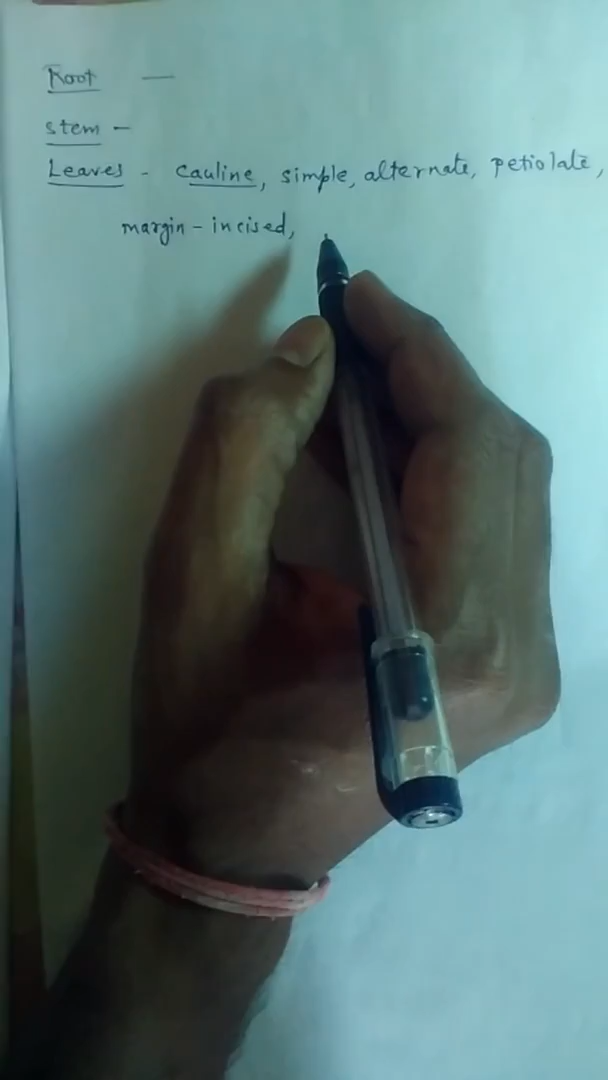 Root —
stem -
Leaves - cauline, simple, alternate, petiolate,
margin - incised,